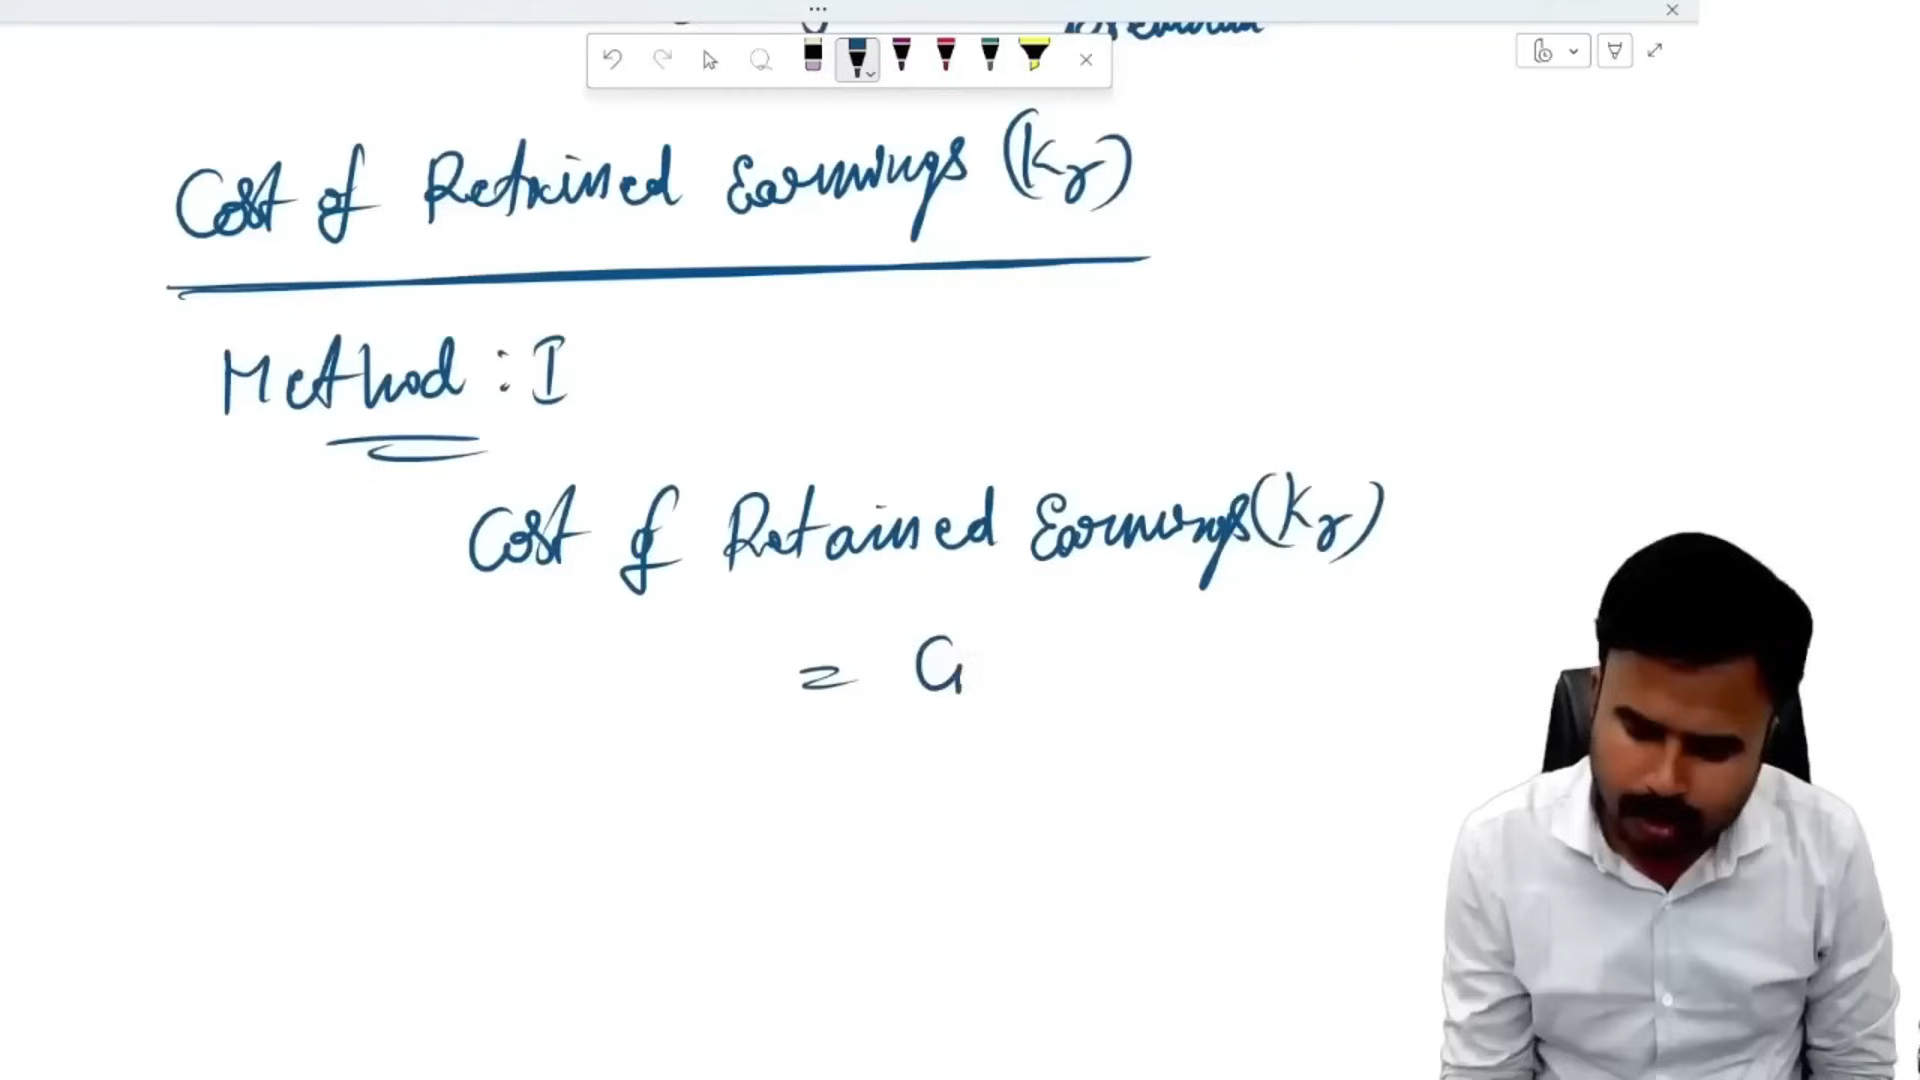 Cost of Retained Earnings (Kr)
Method : I
Cost of Retained Earnings (Kr)
= G